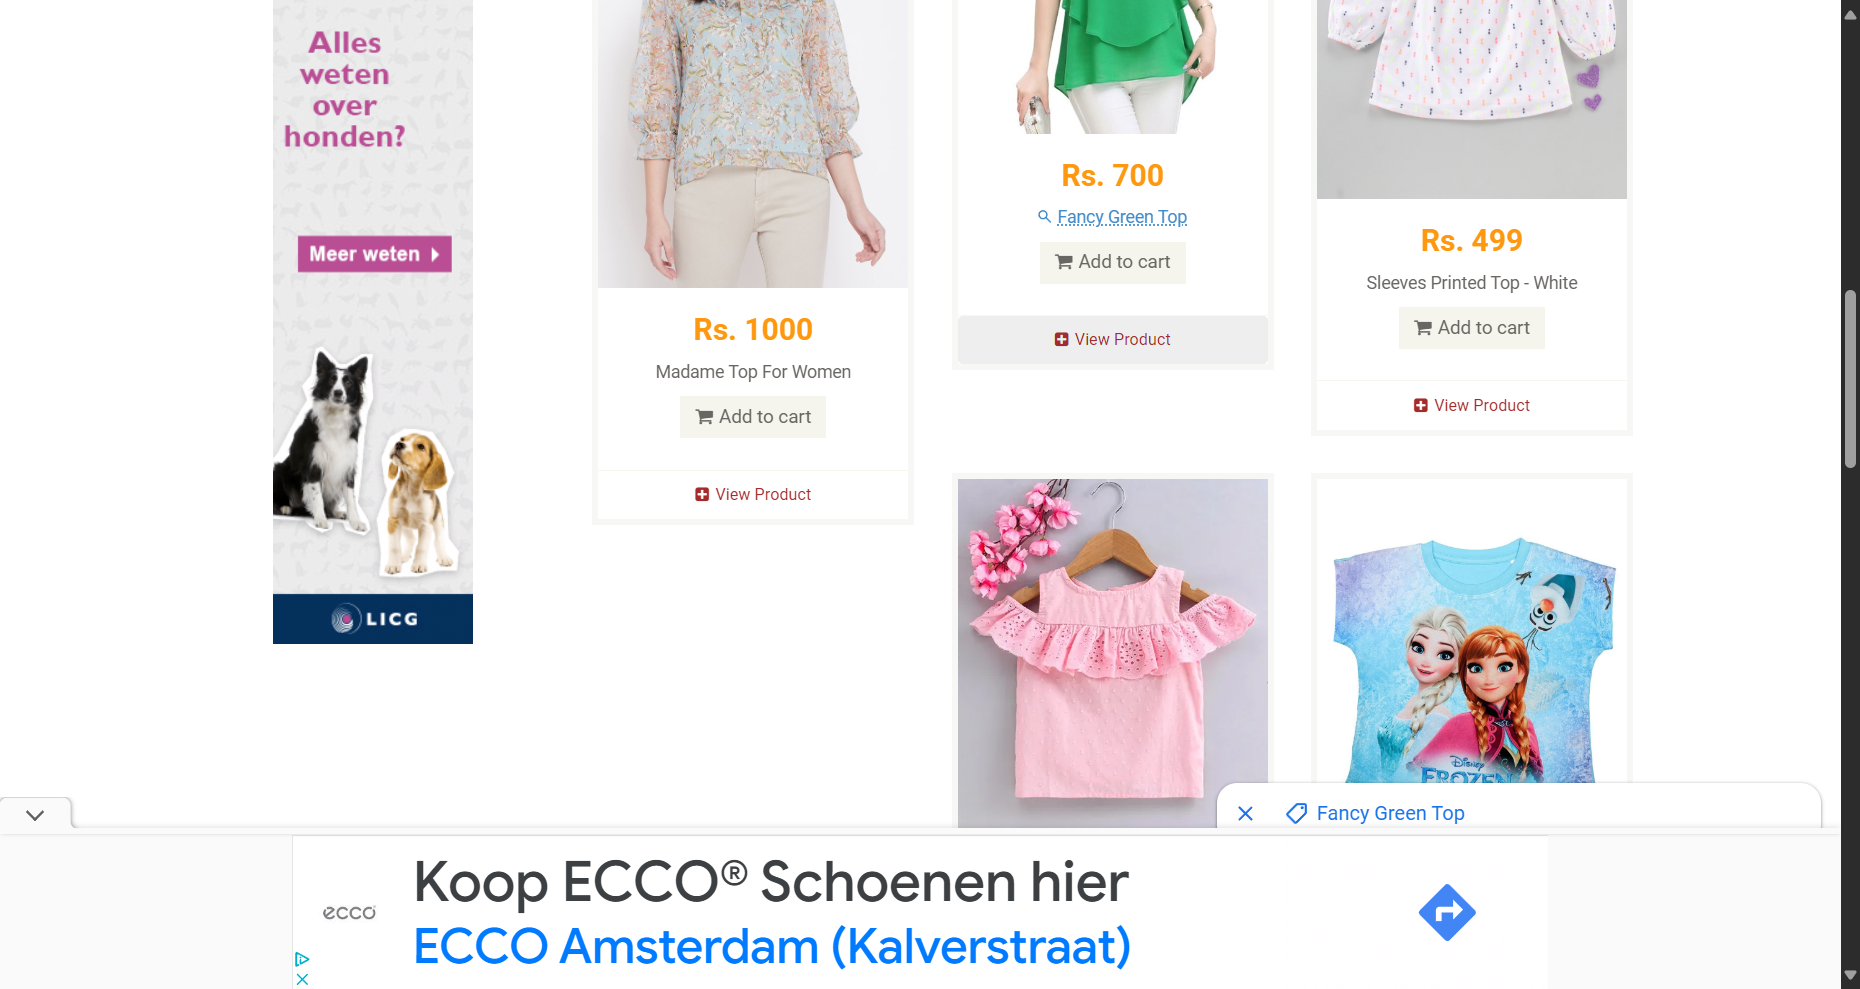 Alles
weten
over
honden?
Meer weten
LICG
Rs. 1000
Madame Top For Women
Add to cart
View Product
Rs. 700
Fancy Green Top
Add to cart
View Product
Rs. 499
Sleeves Printed Top - White
Add to cart
View Product
Disney
FROZEN
Fancy Green Top
ecco
Koop ECCO® Schoenen hier
ECCO Amsterdam (Kalverstraat)